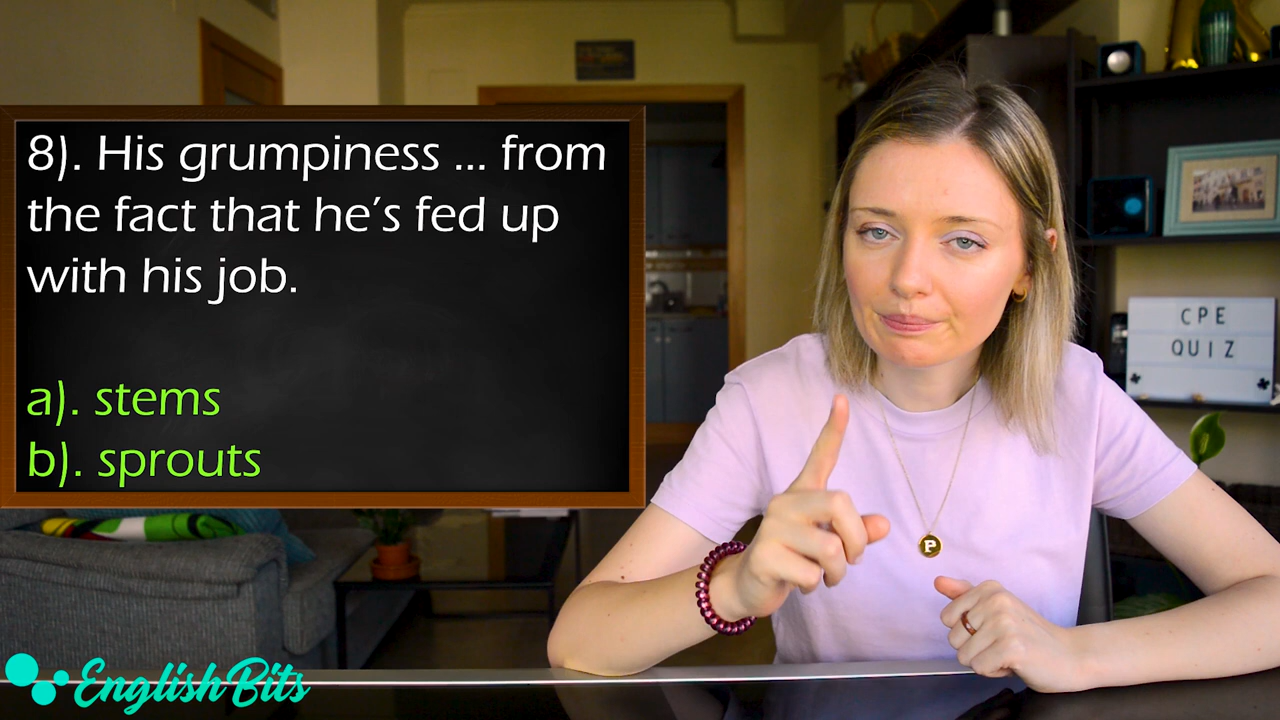 8). His grumpiness ... from
the fact that he's fed up
with his job.
a). stems
b). sprouts
CPE
QUIZ
P
EnglishBits